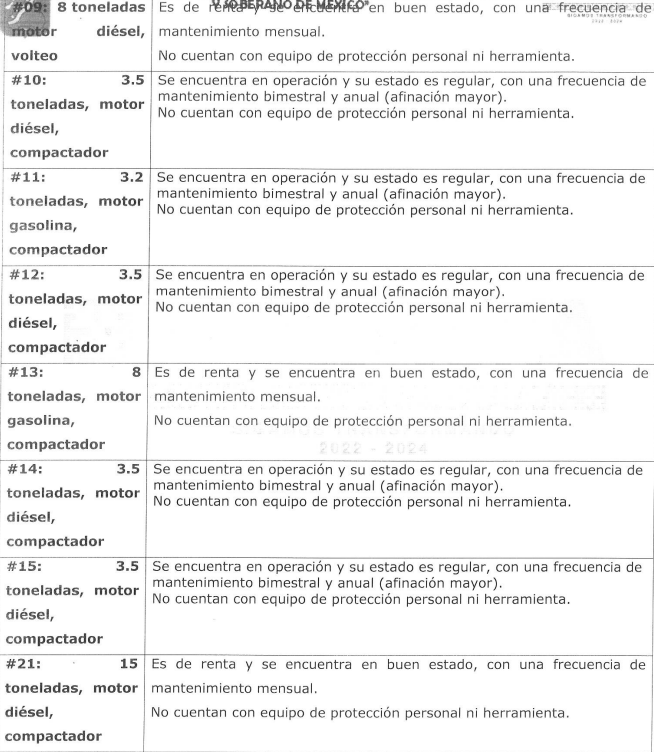 Y SOBERANO DE MÉXICO"
SIGAMOS TRANSFORMANDO
2022 - 2024
#09: 8 toneladas motor diésel, volteo
Es de renta y se encuentra en buen estado, con una frecuencia de
mantenimiento mensual.
No cuentan con equipo de protección personal ni herramienta.
#10: 3.5
toneladas, motor
diésel,
compactador
Se encuentra en operación y su estado es regular, con una frecuencia de
mantenimiento bimestral y anual (afinación mayor).
No cuentan con equipo de protección personal ni herramienta.
#11: 3.2
toneladas, motor
gasolina,
compactador
Se encuentra en operación y su estado es regular, con una frecuencia de
mantenimiento bimestral y anual (afinación mayor).
No cuentan con equipo de protección personal ni herramienta.
#12: 3.5
toneladas, motor
diésel,
compactador
Se encuentra en operación y su estado es regular, con una frecuencia de
mantenimiento bimestral y anual (afinación mayor).
No cuentan con equipo de protección personal ni herramienta.
#13: 8
toneladas, motor
gasolina,
compactador
Es de renta y se encuentra en buen estado, con una frecuencia de
mantenimiento mensual.
No cuentan con equipo de protección personal ni herramienta.
2022 - 2024
#14: 3.5
toneladas, motor
diésel,
compactador
Se encuentra en operación y su estado es regular, con una frecuencia de
mantenimiento bimestral y anual (afinación mayor).
No cuentan con equipo de protección personal ni herramienta.
#15: 3.5
toneladas, motor
diésel,
compactador
Se encuentra en operación y su estado es regular, con una frecuencia de
mantenimiento bimestral y anual (afinación mayor).
No cuentan con equipo de protección personal ni herramienta.
#21: 15
toneladas, motor
diésel,
compactador
Es de renta y se encuentra en buen estado, con una frecuencia de
mantenimiento mensual.
No cuentan con equipo de protección personal ni herramienta.